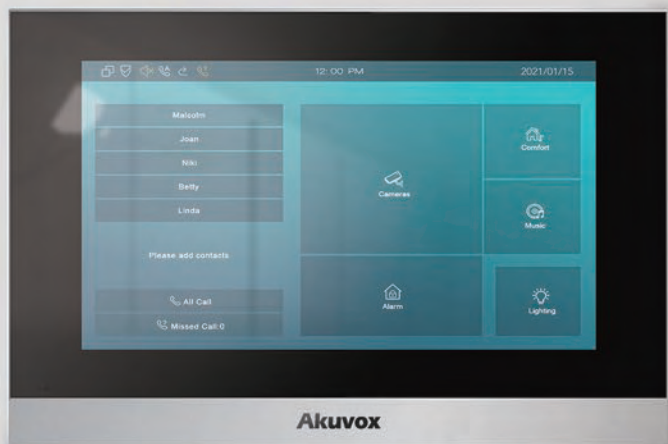 12:00 PM
2021/01/15
Malcolm
Joan
Niki
Betty
Linda
Please add contacts
All Call
Missed Call:0
Cameras
Alarm
Comfort
Music
Lighting
Akuvox